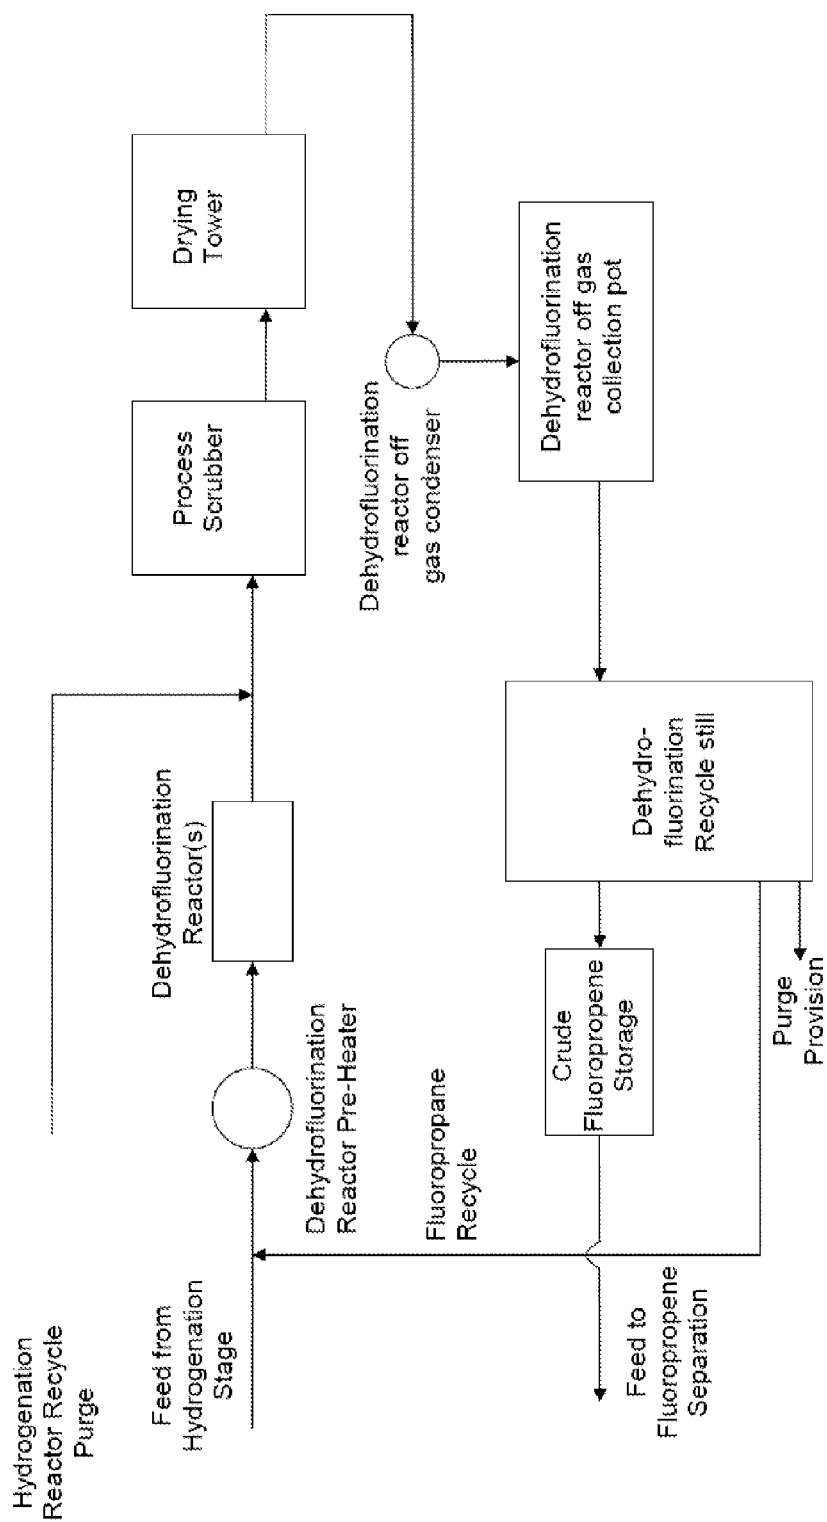 Hydrogenation
Reactor Recycle
Purge
Feed from
Hydrogenation
Stage
Dehydrofluorination
Reactor Pre-Heater
Dehydrofluorination
Reactor(s)
Process
Scrubber
Drying
Tower
Dehydrofluorination
reactor off
gas condenser
Dehydrofluorination
reactor off gas
collection pot
Dehydro-
fluorination
Recycle still
Crude
Fluoropropene
Storage
Purge
Provision
Fluoropropane
Recycle
Feed to
Fluoropropene
Separation